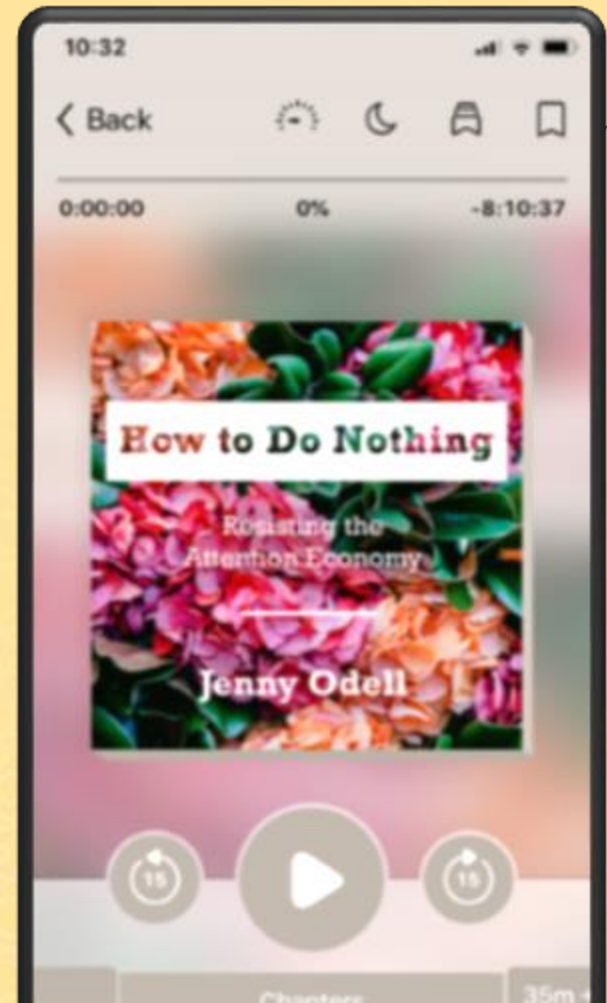 10:32
Back
0:00:00 0% -8:10:37
How to Do Nothing
Resisting the
Attention Economy
Jenny Odell
15 15
Chapters 35m